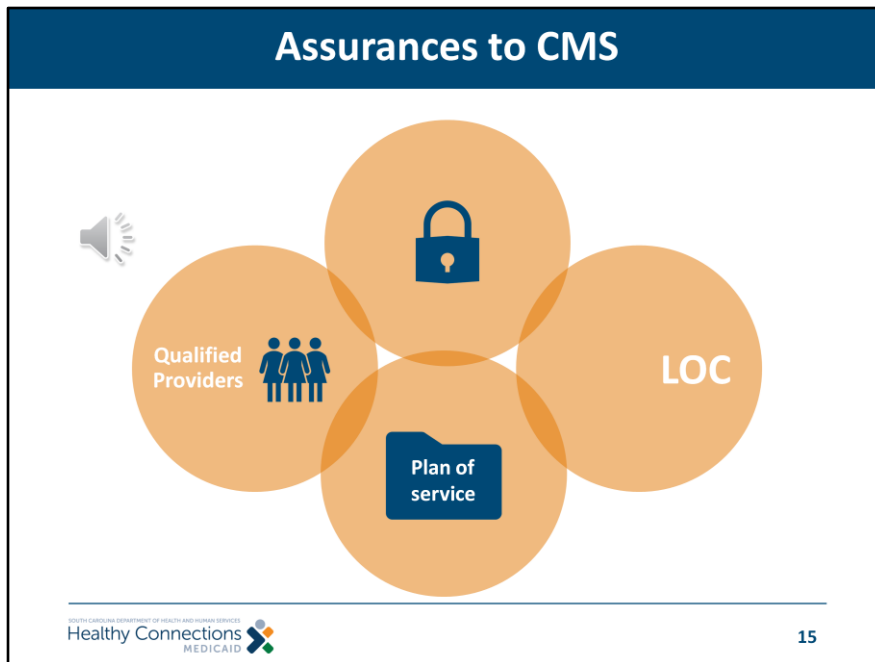 Assurances to CMS
Qualified
Providers
LOC
Plan of
service
SOUTH CAROLINA DEPARTMENT OF HEALTH AND HUMAN SERVICES
Healthy Connections
MEDICAID
15